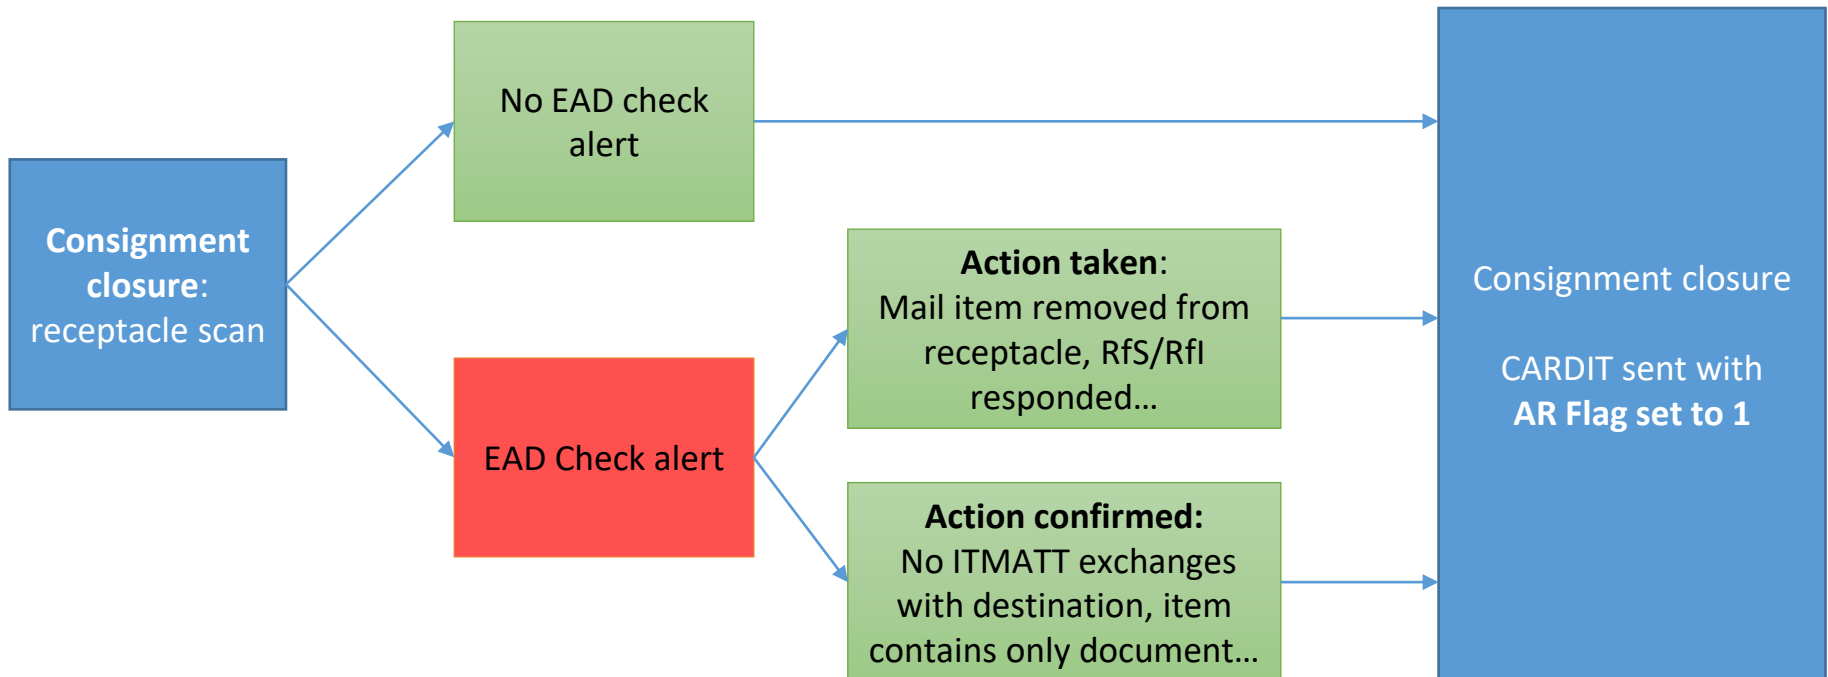 Consignment
closure:
receptacle scan
No EAD check
alert
EAD Check alert
Action taken:
Mail item removed from
receptacle, RfS/RfI
responded…
Action confirmed:
No ITMATT exchanges
with destination, item
contains only document…
Consignment closure
CARDIT sent with
AR Flag set to 1